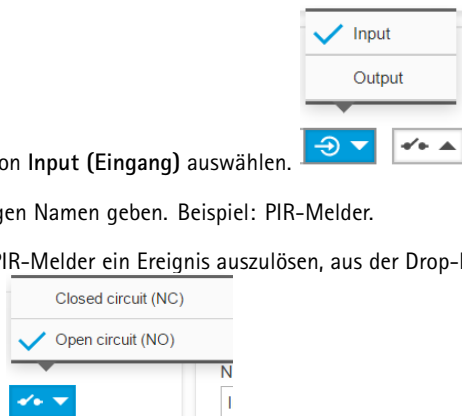 Input
Output
on Input (Eingang) auswählen.
gen Namen geben. Beispiel: PIR-Melder.
PIR-Melder ein Ereignis auszulösen, aus der Drop-
Closed circuit (NC)
Open circuit (NO)
N